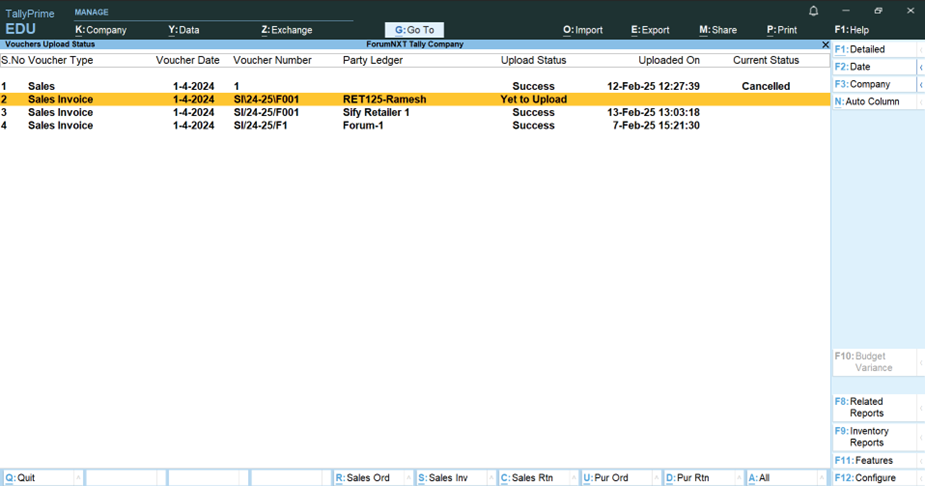 TallyPrime MANAGE
EDU K:Company Y:Data Z:Exchange G:Go To O:Import E:Export M:Share P:Print F1:Help
Vouchers Upload Status ForumNXT Tally Company
S.No Voucher Type Voucher Date Voucher Number Party Ledger Upload Status Uploaded On Current Status
1 Sales 1-4-2024 1 Success 12-Feb-25 12:27:39 Cancelled
2 Sales Invoice 1-4-2024 SI\24-25\F001 RET125-Ramesh Yet to Upload
3 Sales Invoice 1-4-2024 SI/24-25/F001 Sify Retailer 1 Success 13-Feb-25 13:03:18
4 Sales Invoice 1-4-2024 SI/24-25/F1 Forum-1 Success 7-Feb-25 15:21:30
F1:Detailed
F2:Date
F3:Company
N:Auto Column
F10:Budget
Variance
F8:Related
Reports
F9:Inventory
Reports
F11:Features
F12:Configure
Q:Quit R:Sales Ord S:Sales Inv C:Sales Rtn U:Pur Ord D:Pur Rtn A:All